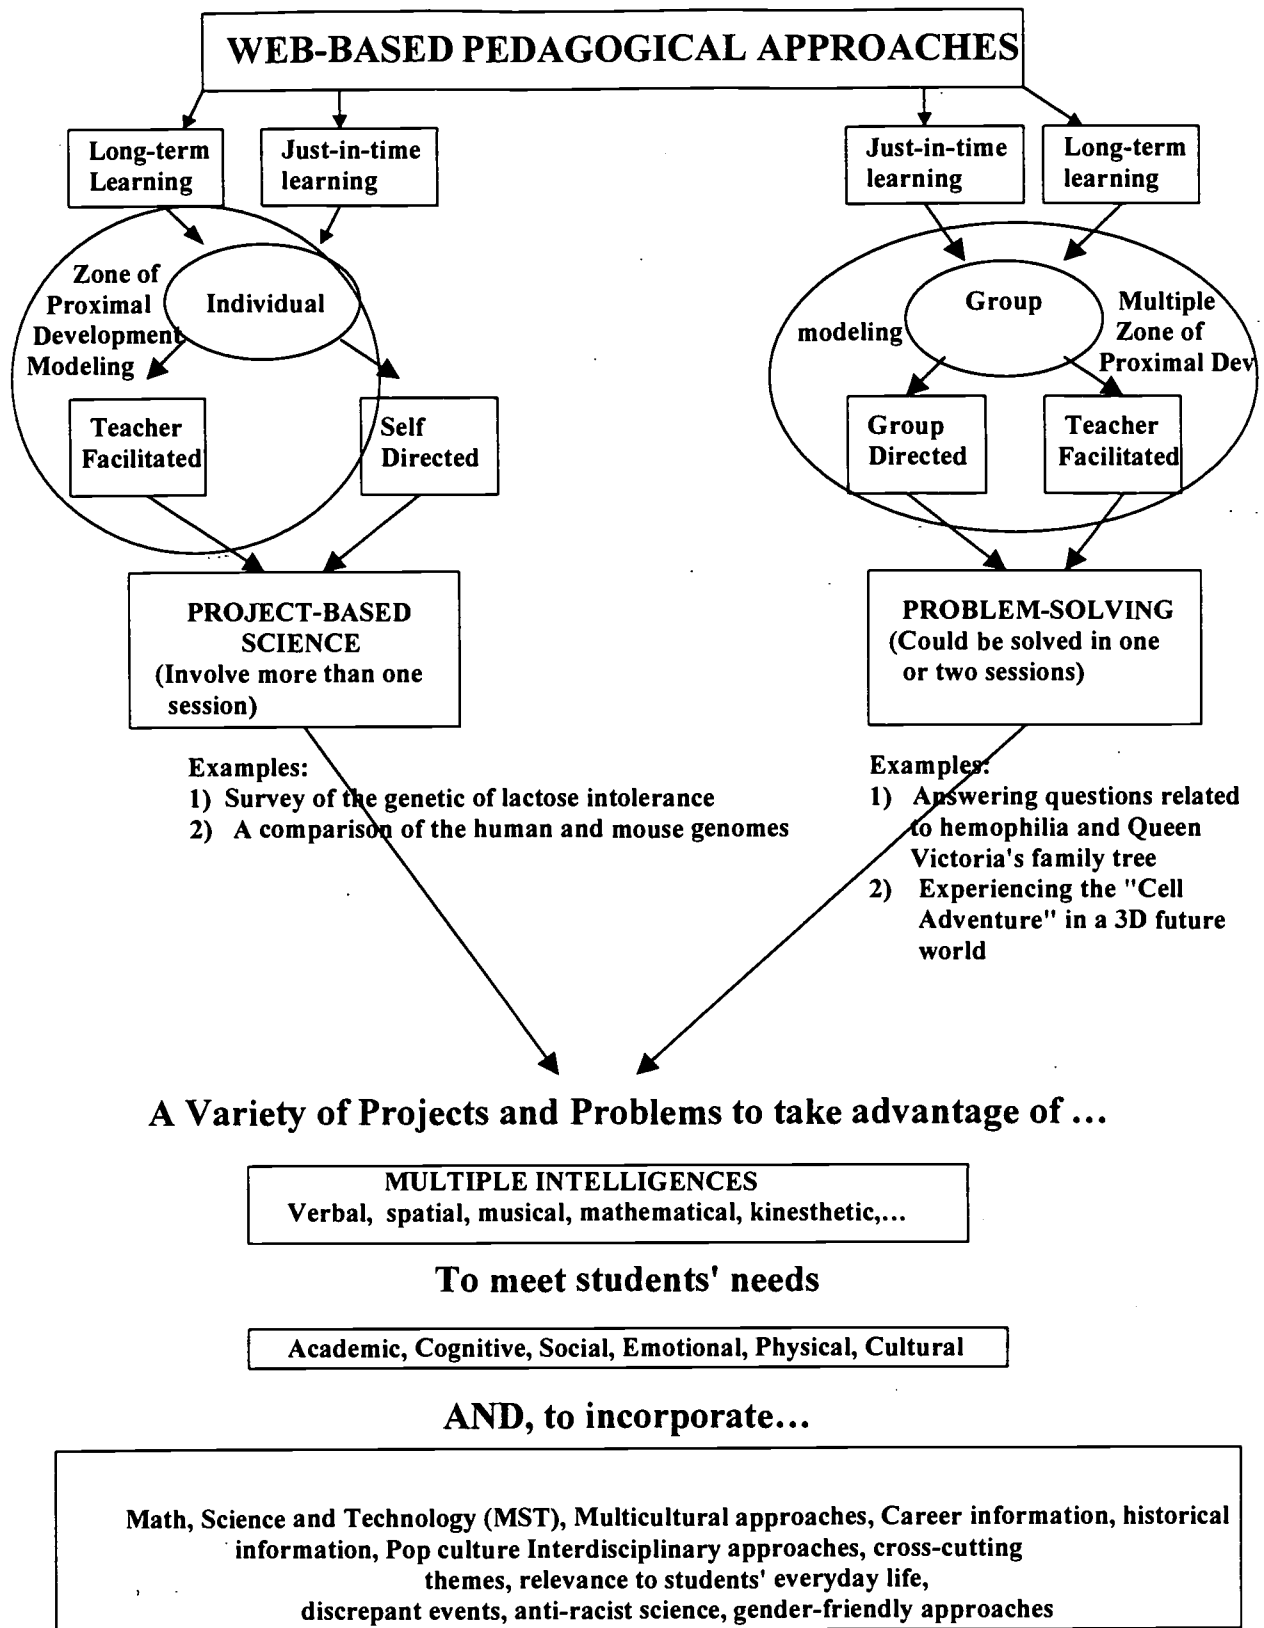 WEB-BASED PEDAGOGICAL APPROACHES
Long-term
Learning
Just-in-time
learning
Just-in-time
learning
Long-term
learning
Zone of
Proximal
Development
Modeling
Individual
Teacher
Facilitated
Self
Directed
modeling
Group
Multiple
Zone of
Proximal Dev
Group
Directed
Teacher
Facilitated
PROJECT-BASED
SCIENCE
(Involve more than one
session)
PROBLEM-SOLVING
(Could be solved in one
or two sessions)
Examples:
1) Survey of the genetic of lactose intolerance
2) A comparison of the human and mouse genomes
Examples:
1) Answering questions related
to hemophilia and Queen
Victoria's family tree
2) Experiencing the "Cell
Adventure" in a 3D future
world
A Variety of Projects and Problems to take advantage of ...
MULTIPLE INTELLIGENCES
Verbal, spatial, musical, mathematical, kinesthetic,...
To meet students' needs
Academic, Cognitive, Social, Emotional, Physical, Cultural
AND, to incorporate...
Math, Science and Technology (MST), Multicultural approaches, Career information, historical
information, Pop culture Interdisciplinary approaches, cross-cutting
themes, relevance to students' everyday life,
discrepant events, anti-racist science, gender-friendly approaches